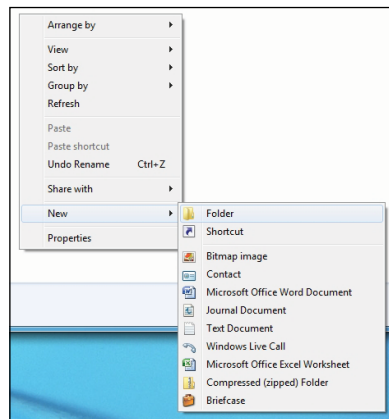 Arrange by
View
Sort by
Group by
Refresh
Paste
Paste shortcut
Undo Rename Ctrl+Z
Share with
New
Properties
Folder
Shortcut
Bitmap image
Contact
Microsoft Office Word Document
Journal Document
Text Document
Windows Live Call
Microsoft Office Excel Worksheet
Compressed (zipped) Folder
Briefcase